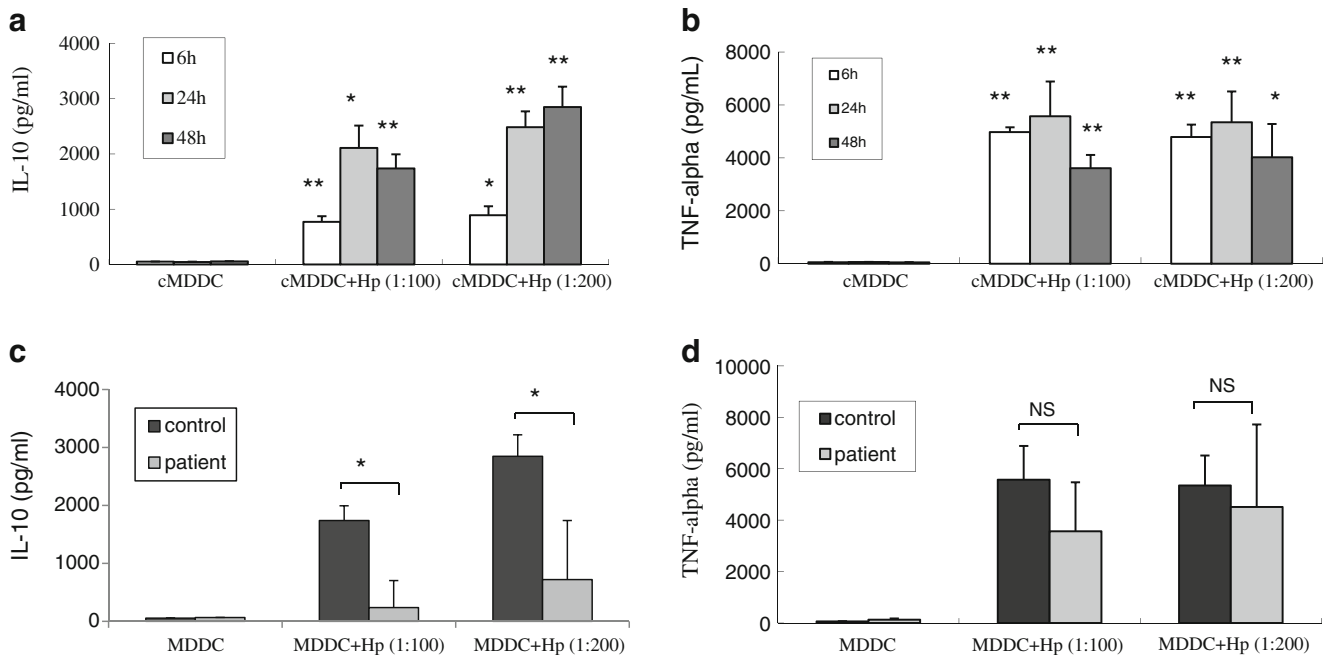 a
IL-10 (pg/ml)
4000
3000
2000
1000
0
6h
24h
48h
**
*
**
*
**
**
cMDDC
cMDDC+Hp (1:100)
cMDDC+Hp (1:200)
b
TNF-alpha (pg/mL)
8000
6000
4000
2000
0
6h
24h
48h
**
**
**
**
**
*
cMDDC
cMDDC+Hp (1:100)
cMDDC+Hp (1:200)
c
IL-10 (pg/ml)
4000
3000
2000
1000
0
control
patient
*
*
MDDC
MDDC+Hp (1:100)
MDDC+Hp (1:200)
d
TNF-alpha (pg/ml)
10000
8000
6000
4000
2000
0
control
patient
NS
NS
MDDC
MDDC+Hp (1:100)
MDDC+Hp (1:200)